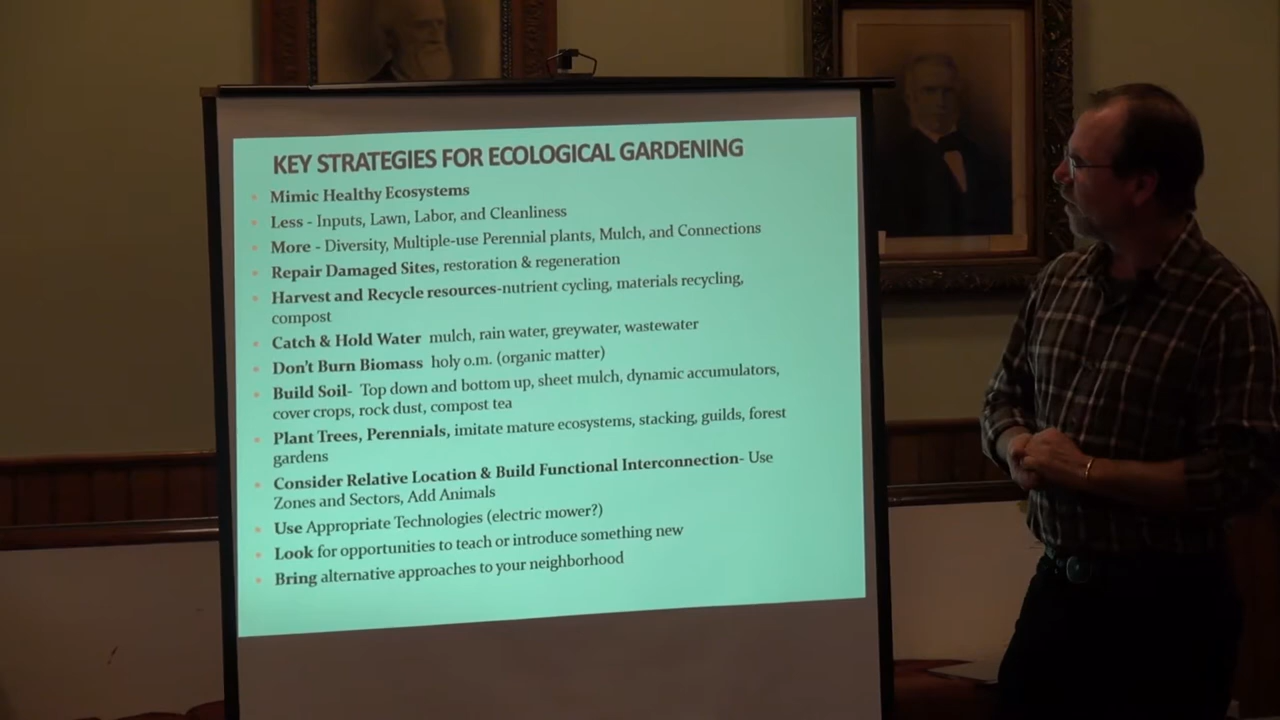 KEY STRATEGIES FOR ECOLOGICAL GARDENING
• Mimic Healthy Ecosystems
• Less - Inputs, Lawn, Labor, and Cleanliness
• More - Diversity, Multiple-use Perennial plants, Mulch, and Connections
• Repair Damaged Sites, restoration & regeneration
• Harvest and Recycle resources-nutrient cycling, materials recycling,
compost
• Catch & Hold Water mulch, rain water, greywater, wastewater
• Don't Burn Biomass holy o.m. (organic matter)
• Build Soil- Top down and bottom up, sheet mulch, dynamic accumulators,
cover crops, rock dust, compost tea
• Plant Trees, Perennials, imitate mature ecosystems, stacking, guilds, forest
gardens
• Consider Relative Location & Build Functional Interconnection- Use
Zones and Sectors, Add Animals
• Use Appropriate Technologies (electric mower?)
• Look for opportunities to teach or introduce something new
• Bring alternative approaches to your neighborhood